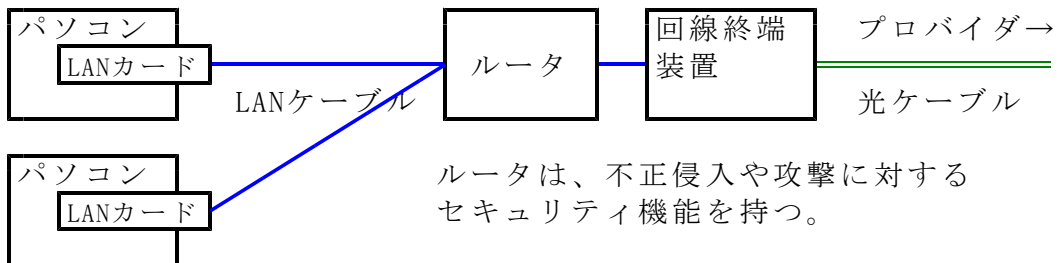 パソコン
LANカード
LANケーブル
ルータ
回線終端
装置
プロバイダ→
光ケーブル
パソコン
LANカード
ルータは、不正侵入や攻撃に対する
セキュリティ機能を持つ。